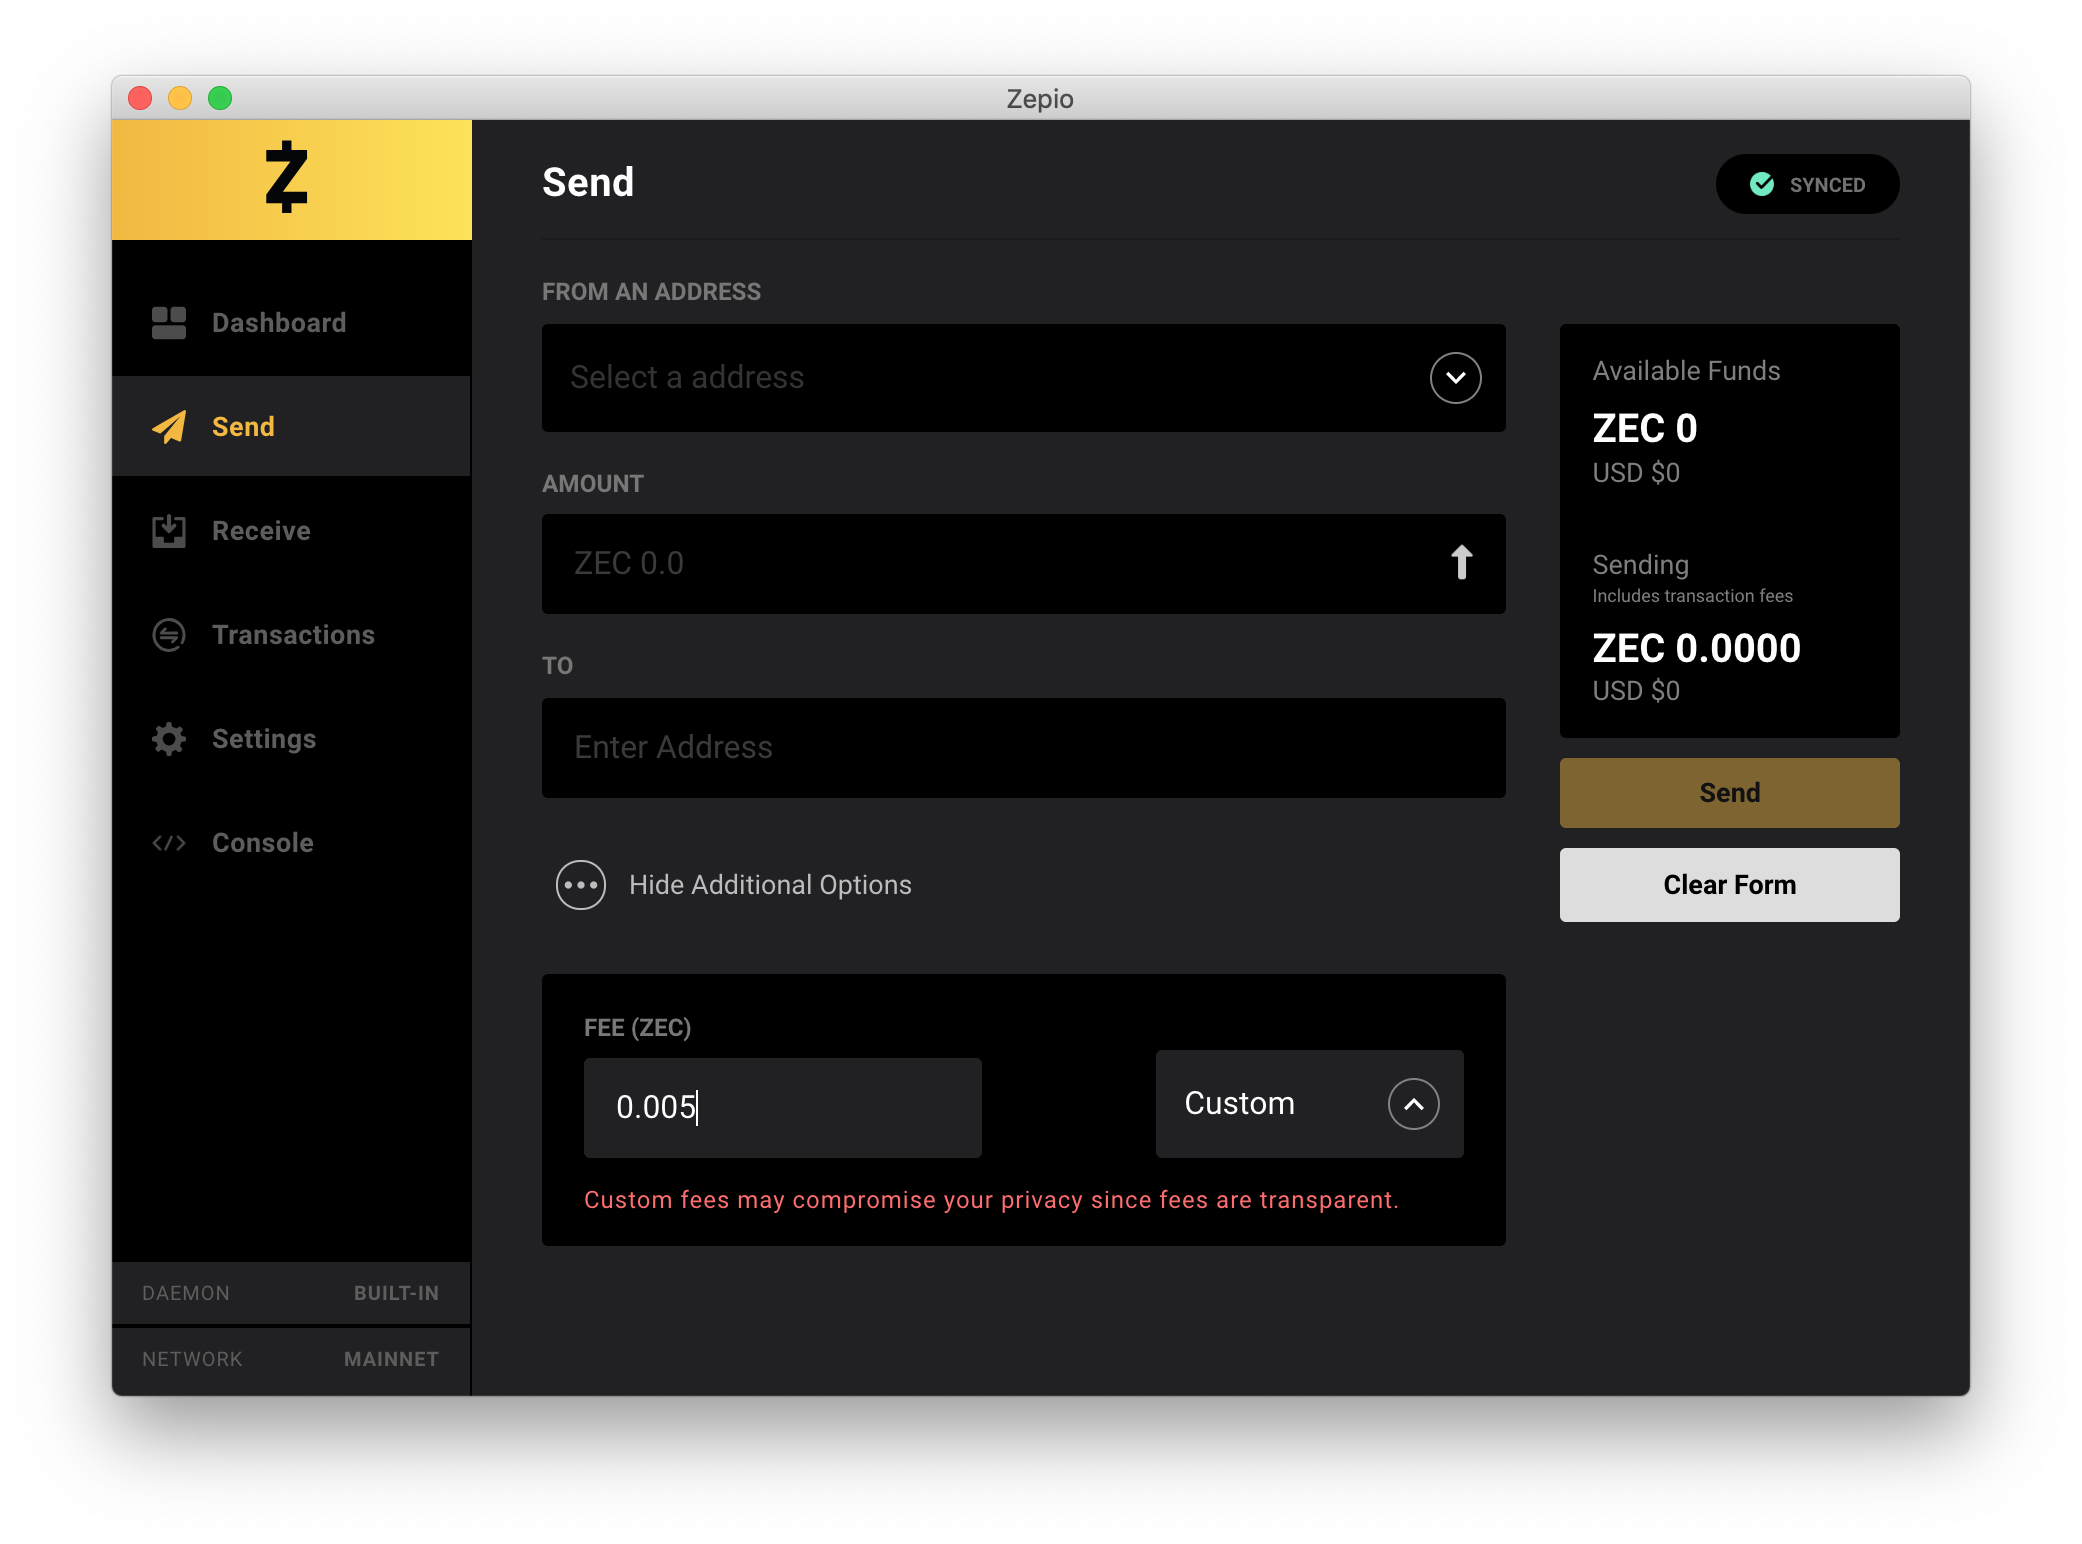 Zepio
Dashboard
Send
Receive
Transactions
Settings
Console
DAEMON BUILT-IN
NETWORK MAINNET
Send
SYNCED
FROM AN ADDRESS
Select a address
AMOUNT
ZEC 0.0
TO
Enter Address
Hide Additional Options
FEE (ZEC)
0.005
Custom
Custom fees may compromise your privacy since fees are transparent.
Available Funds
ZEC 0
USD $0
Sending
Includes transaction fees
ZEC 0.0000
USD $0
Send
Clear Form